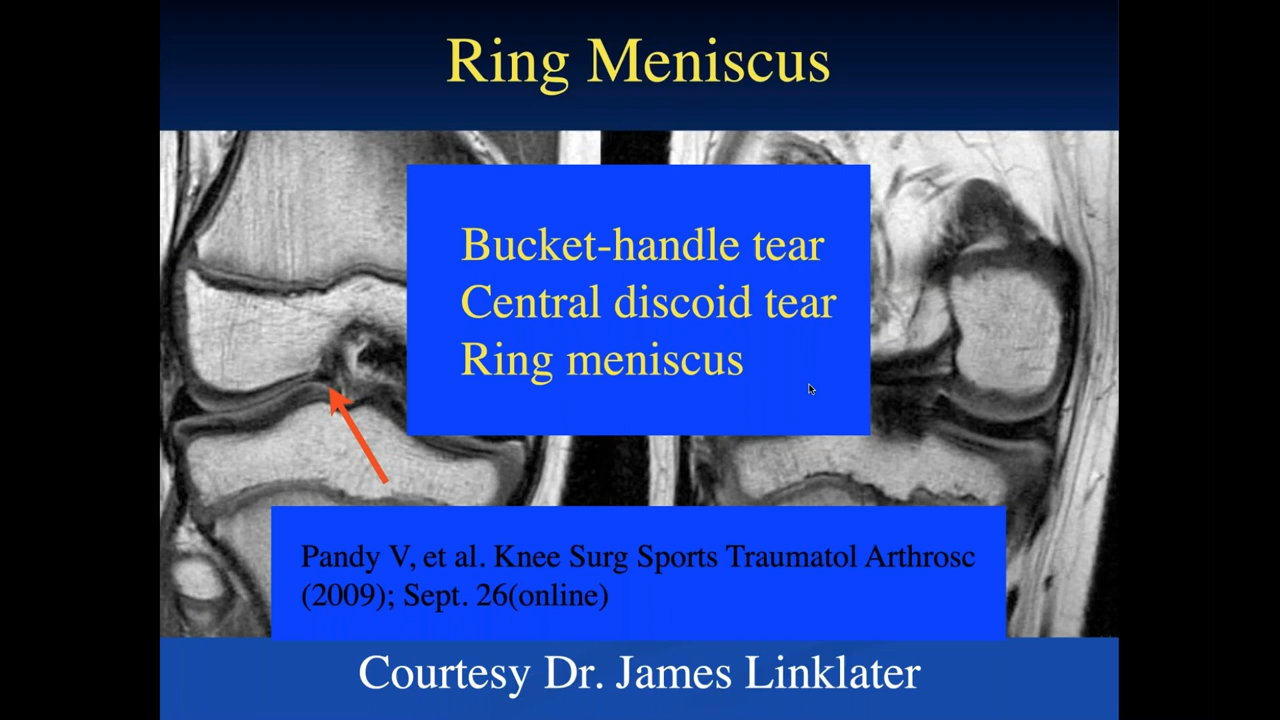 Ring Meniscus
Bucket-handle tear
Central discoid tear
Ring meniscus
Pandy V, et al. Knee Surg Sports Traumatol Arthrosc
(2009); Sept. 26(online)
Courtesy Dr. James Linklater